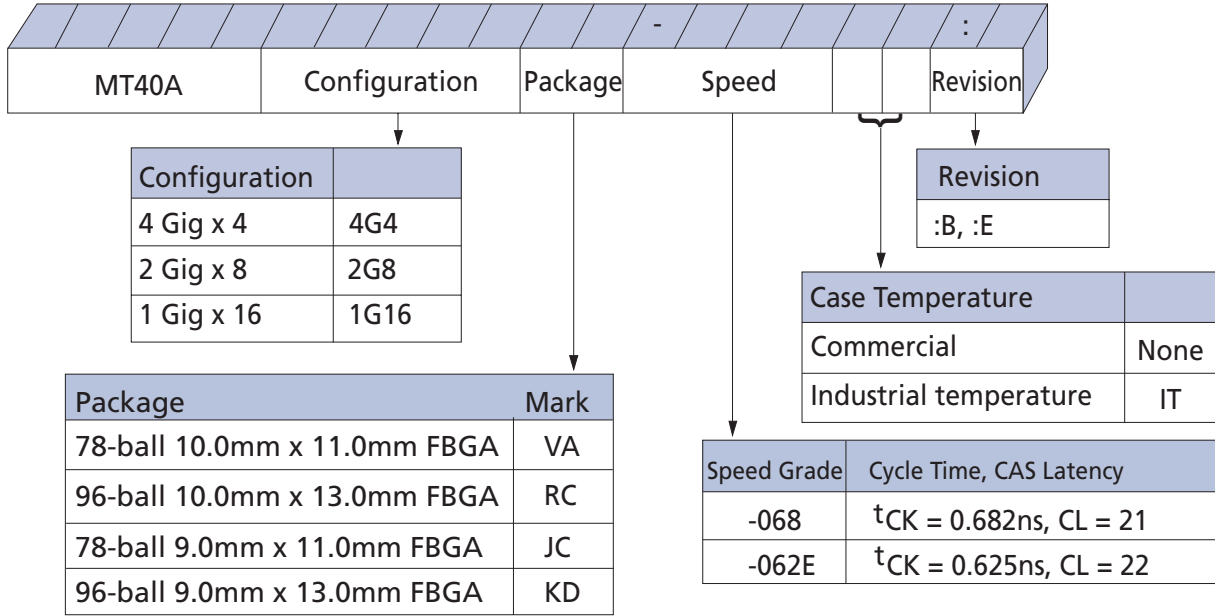 - :
MT40A Configuration Package Speed Revision
Configuration
4 Gig x 4 4G4
2 Gig x 8 2G8
1 Gig x 16 1G16
Revision
:B, :E
Case Temperature
Commercial None
Industrial temperature IT
Package Mark
78-ball 10.0mm x 11.0mm FBGA VA
96-ball 10.0mm x 13.0mm FBGA RC
78-ball 9.0mm x 11.0mm FBGA JC
96-ball 9.0mm x 13.0mm FBGA KD
Speed Grade Cycle Time, CAS Latency
-068 tCK = 0.682ns, CL = 21
-062E tCK = 0.625ns, CL = 22